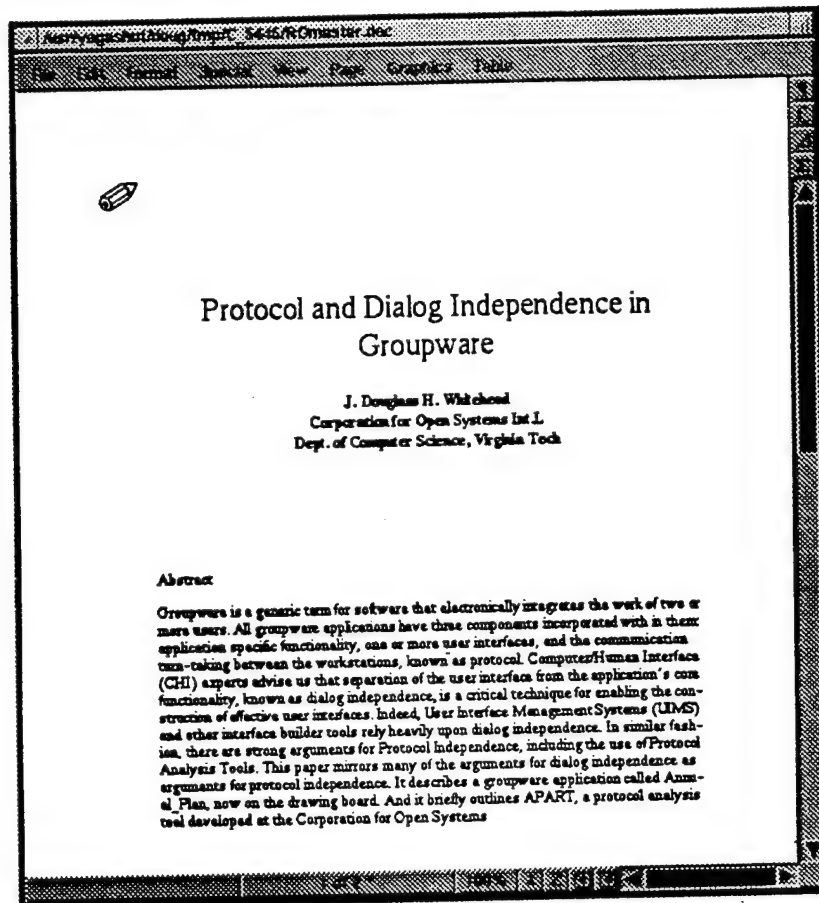 File Edit Format Special View Page Graphics Table
Protocol and Dialog Independence in
Groupware
J. Douglass H. Whitehead
Corporation for Open Systems Int.L
Dept. of Computer Science, Virginia Tech
Abstract
Groupware is a generic term for software that electronically integrates the work of two or
more users. All groupware applications have three components incorporated with in them:
application specific functionality, one or more user interfaces, and the communication
turn-taking between the workstations, known as protocol. Computer/Human Interface
(CHI) experts advise us that separation of the user interface from the application's core
functionality, known as dialog independence, is a critical technique for enabling the con-
struction of effective user interfaces. Indeed, User Interface Management Systems (UIMS)
and other interface builder tools rely heavily upon dialog independence. In similar fash-
ion, there are strong arguments for Protocol Independence, including the use of Protocol
Analysis Tools. This paper mirrors many of the arguments for dialog independence as
arguments for protocol independence. It describes a groupware application called Annu-
al_Plan, now on the drawing board. And it briefly outlines APART, a protocol analysis
tool developed at the Corporation for Open Systems
100%